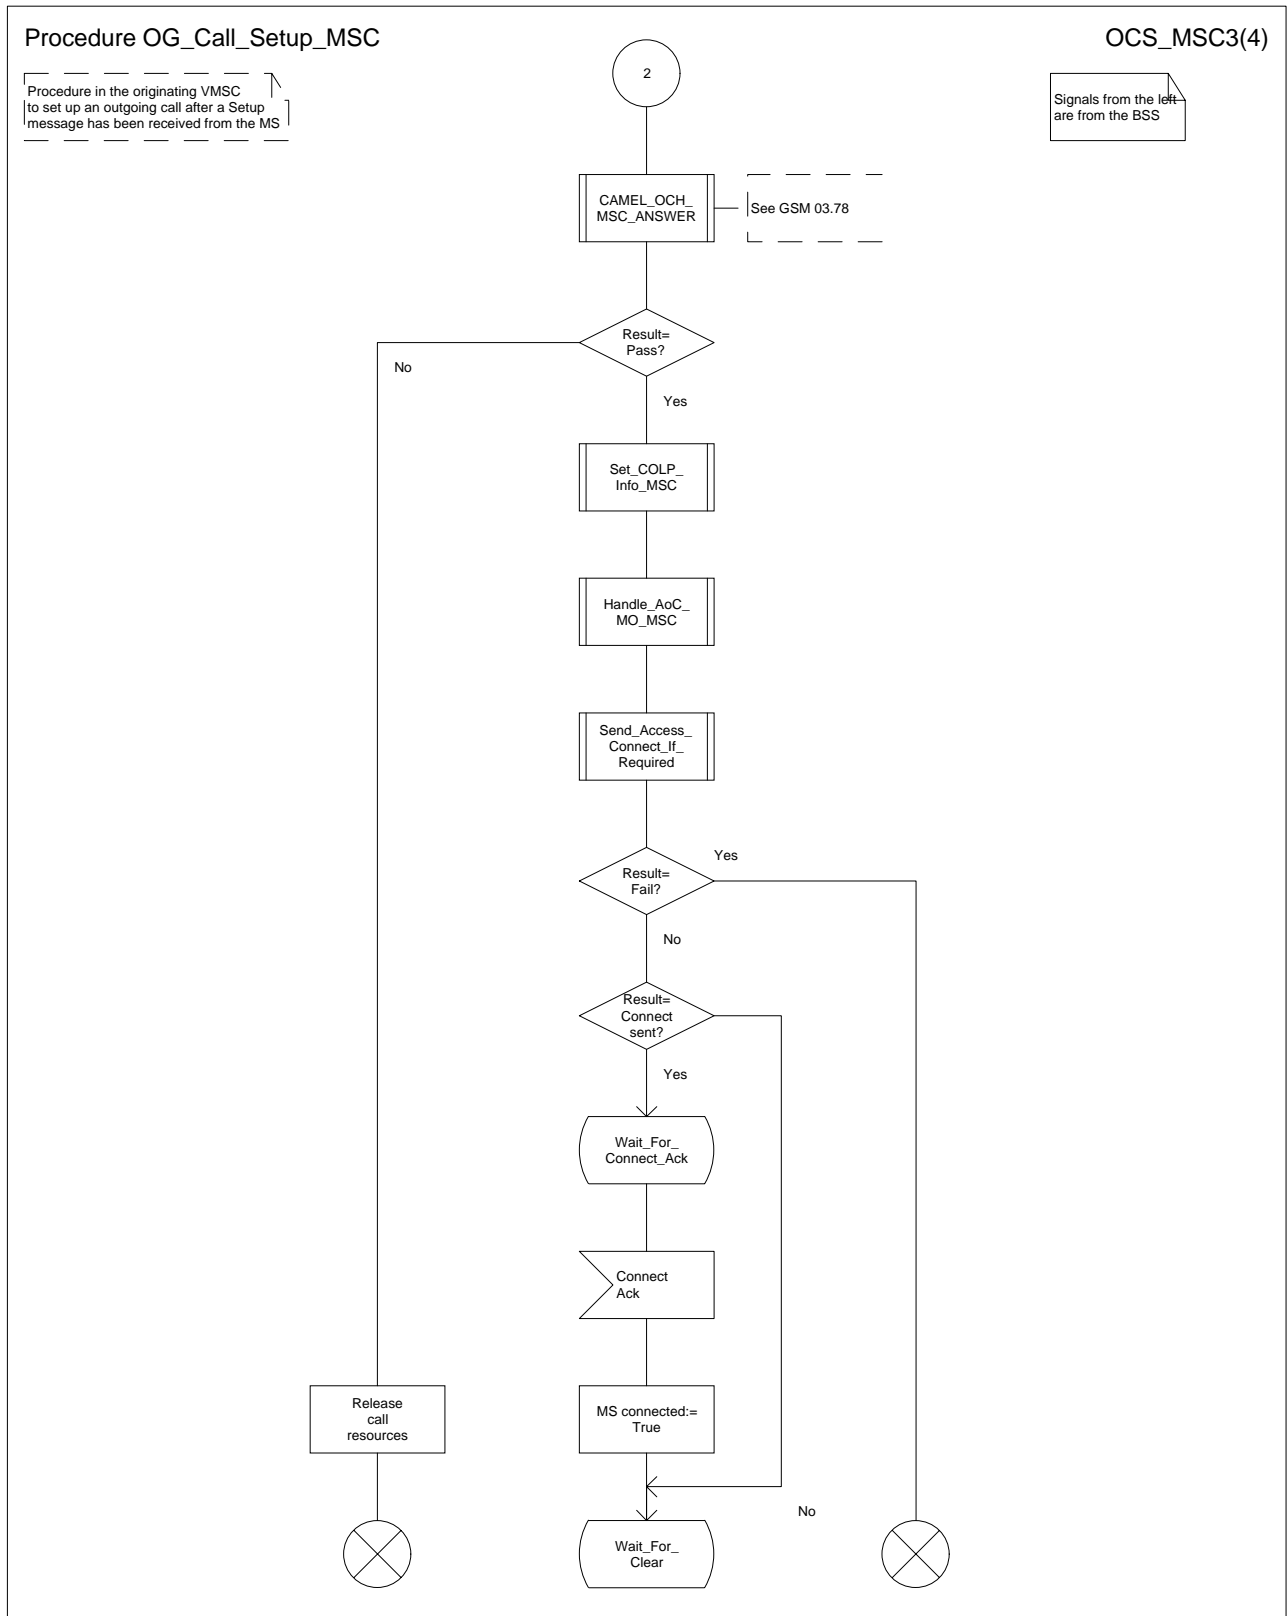 Procedure OG_Call_Setup_MSC
OCS_MSC3(4)
Procedure in the originating VMSC
to set up an outgoing call after a Setup
message has been received from the MS
2
Signals from the left
are from the BSS
CAMEL_OCH_
MSC_ANSWER
See GSM 03.78
Result=
Pass?
No
Yes
Set_COLP_
Info_MSC
Handle_AoC_
MO_MSC
Send_Access_
Connect_If_
Required
Result=
Fail?
Yes
No
Result=
Connect
sent?
Yes
Wait_For_
Connect_Ack
Connect
Ack
Release
call
resources
MS connected:=
True
No
Wait_For_
Clear